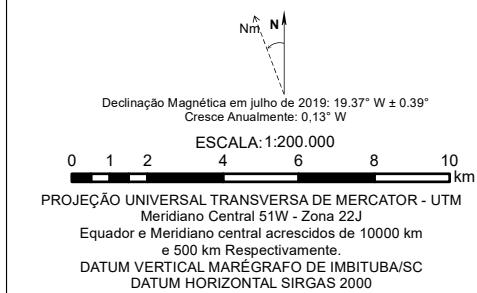 Nm N
Declinação Magnética em julho de 2019: 19.37° W ± 0.39°
Cresce Anualmente: 0,13° W
ESCALA: 1:200.000
0 1 2 4 6 8 10
km
PROJEÇÃO UNIVERSAL TRANSVERSA DE MERCATOR - UTM
Meridiano Central 51W - Zona 22J
Equador e Meridiano central acrescidos de 10000 km
e 500 km Respectivamente.
DATUM VERTICAL MARÉGRAFO DE IMBITUBA/SC
DATUM HORIZONTAL SIRGAS 2000